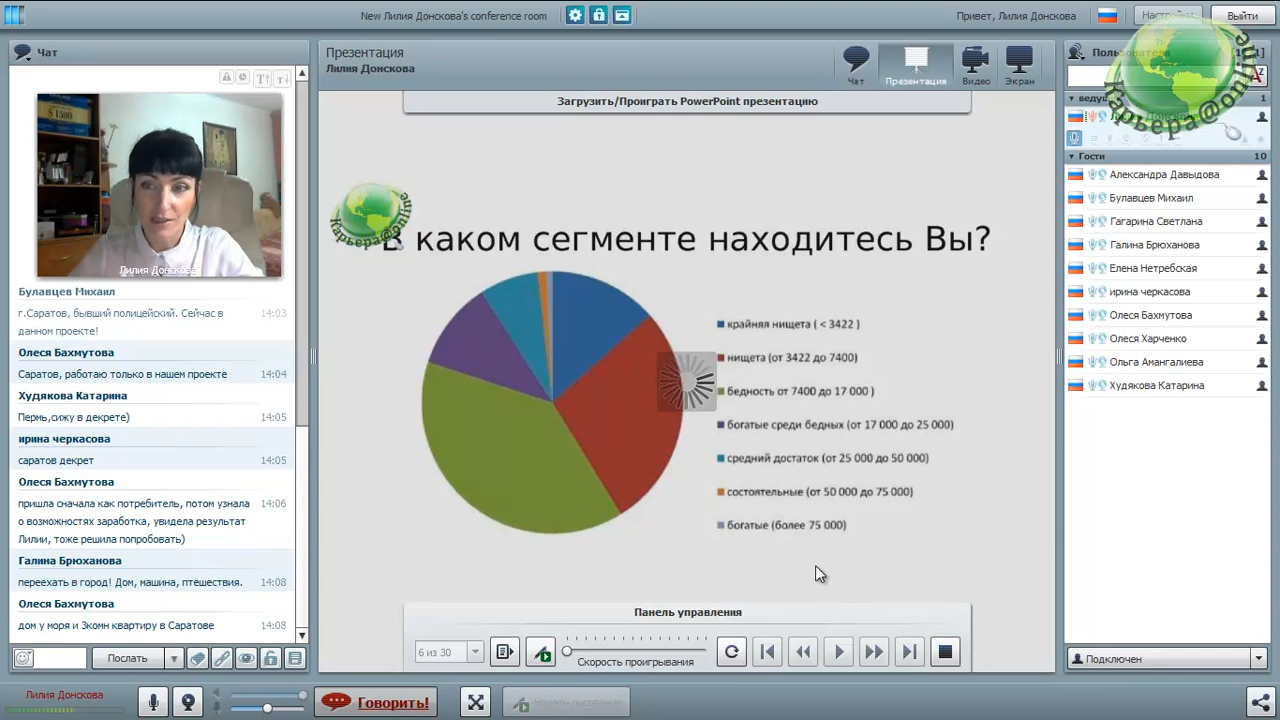 New Лилия Донскова's conference room
Привет, Лилия Донскова
Настройки
Выйти
Чат
Лилия Донскова
Булавцев Михаил
г.Саратов, бывший полицейский. Сейчас в 14:03
данном проекте!
Олеся Бахмутова
Саратов, работаю только в нашем проекте 14:04
Худякова Катарина
Пермь,сижу в декрете) 14:05
ирина черкасова
саратов декрет 14:05
Олеся Бахмутова
пришла сначала как потребитель, потом узнала 14:06
о возможностях заработка, увидела результат
Лилии, тоже решила попробовать)
Галина Брюханова
переехать в город! Дом, машина, птешествия. 14:08
Олеся Бахмутова
дом у моря и 3комн квартиру в Саратове 14:08
Послать
Презентация
Лилия Донскова
Чат
Презентация
Видео
Экран
Загрузить/Проиграть PowerPoint презентацию
Карьера@online
В каком сегменте находитесь Вы?
крайняя нищета ( < 3422 )
нищета (от 3422 до 7400)
бедность от 7400 до 17 000 )
богатые среди бедных (от 17 000 до 25 000)
средний достаток (от 25 000 до 50 000)
состоятельные (от 50 000 до 75 000)
богатые (более 75 000)
Панель управления
6 из 30
Скорость проигрывания
Карьера@online
Гости 10
Александра Давыдова
Булавцев Михаил
Гагарина Светлана
Галина Брюханова
Елена Нетребская
ирина черкасова
Олеся Бахмутова
Олеся Харченко
Ольга Амангалиева
Худякова Катарина
Подключен
Лилия Донскова
Говорить!